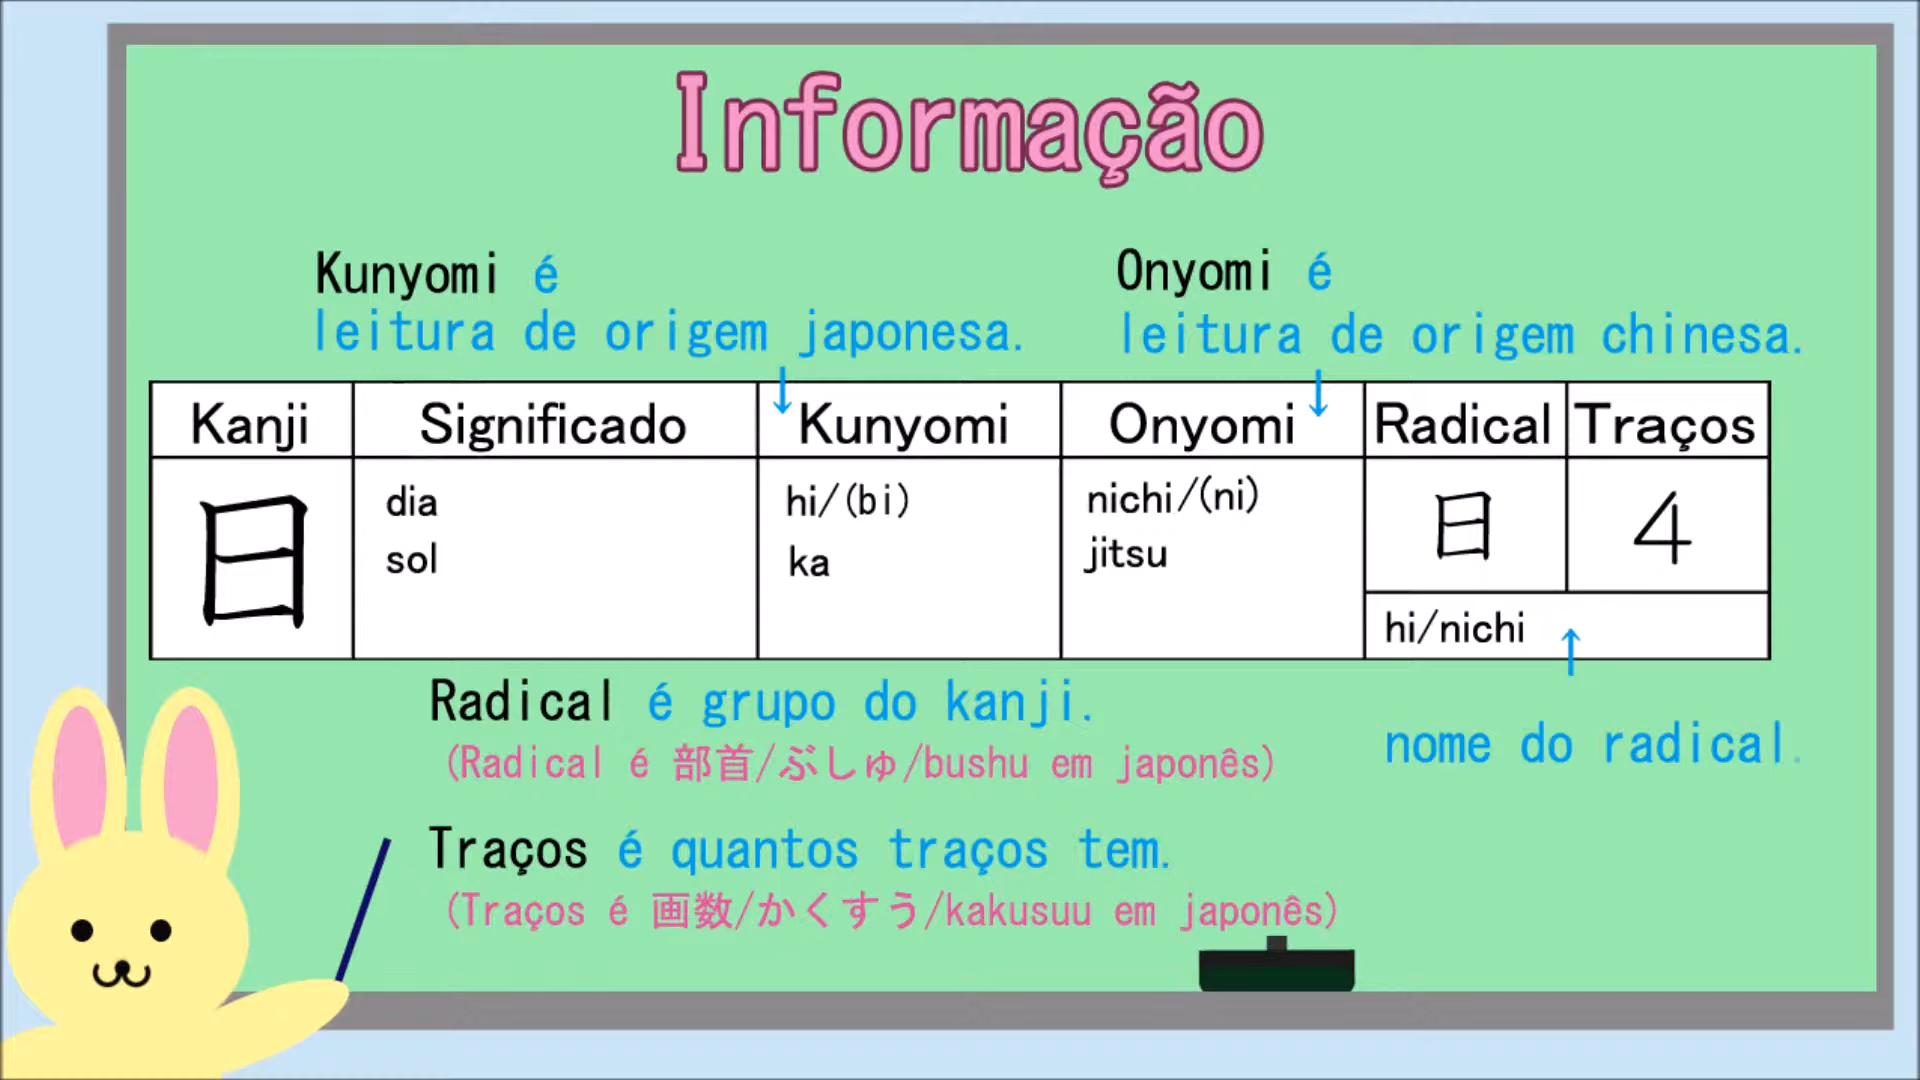 Informação
Kunyomi é
leitura de origem japonesa.
Onyomi é
leitura de origem chinesa.
Kanji Significado Kunyomi Onyomi Radical Traços
日 dia hi/(bi) nichi/(ni) 日 4
sol ka jitsu
hi/nichi
Radical é grupo do kanji.
(Radical é 部首/ぶしゅ/bushu em japonês)
nome do radical.
Traços é quantos traços tem.
(Traços é 画数/かくすう/kakusuu em japonês)